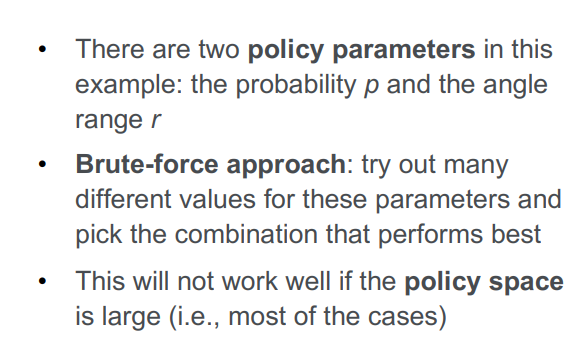 • There are two policy parameters in this
example: the probability p and the angle
range r
• Brute-force approach: try out many
different values for these parameters and
pick the combination that performs best
• This will not work well if the policy space
is large (i.e., most of the cases)